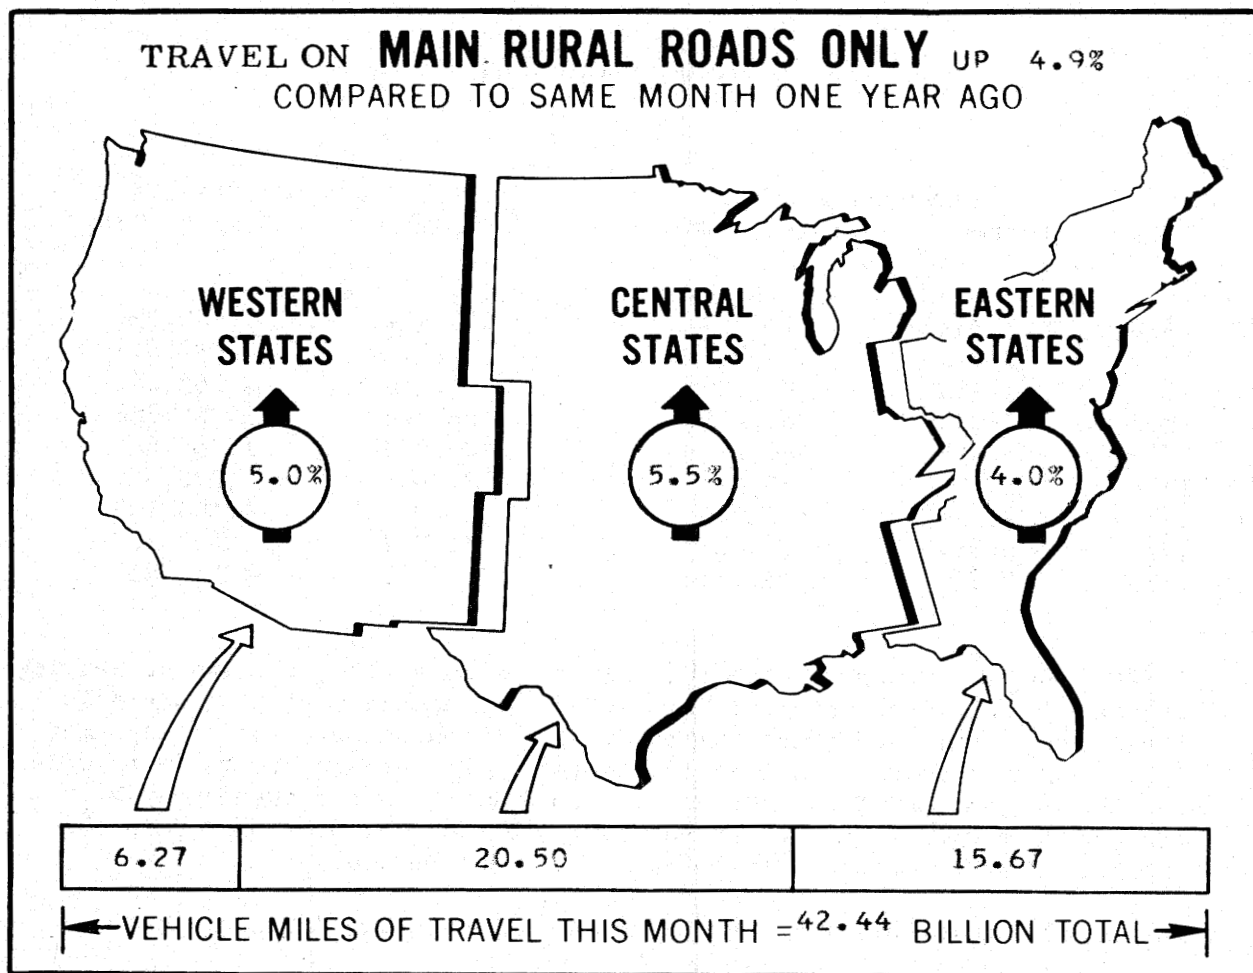 TRAVEL ON MAIN RURAL ROADS ONLY UP 4.9%
COMPARED TO SAME MONTH ONE YEAR AGO
WESTERN
STATES
5.0%
CENTRAL
STATES
5.5%
EASTERN
STATES
4.0%
6.27 20.50 15.67
VEHICLE MILES OF TRAVEL THIS MONTH = 42.44 BILLION TOTAL